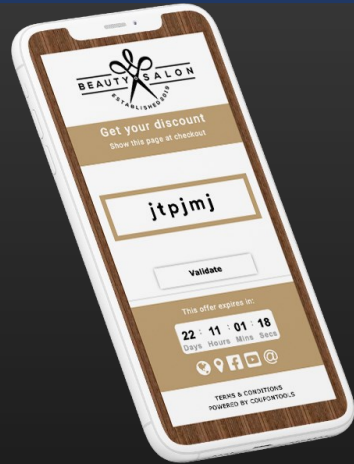 BEAUTY SALON
ESTABLISHED 2019
Get your discount
Show this page at checkout
jtpjmj
Validate
This offer expires in:
22 : 11 : 01 : 18
Days Hours Mins Secs
TERMS & CONDITIONS
POWERED BY COUPONTOOLS